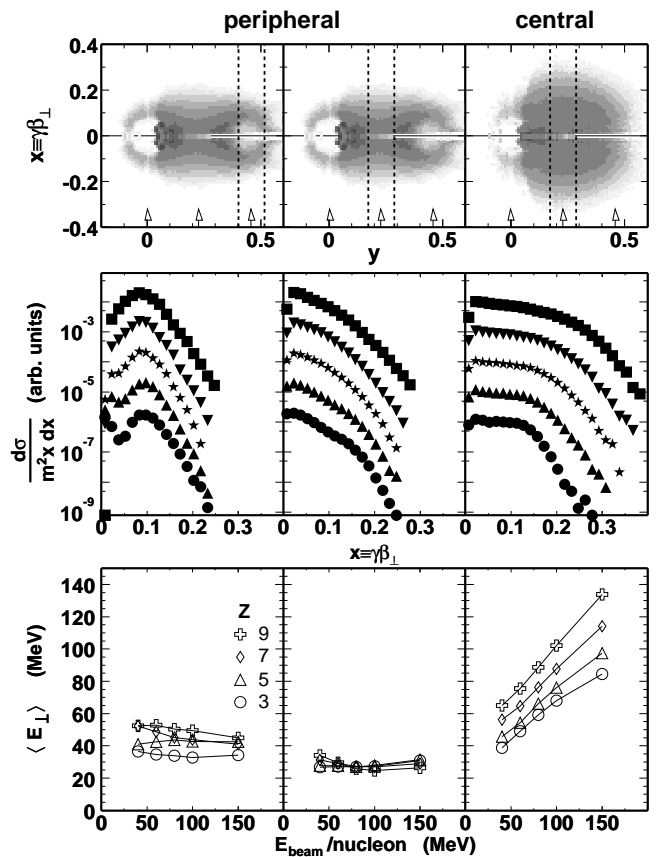 peripheral central
0.4
0.2
0
-0.2
-0.4
x≡γβ⊥
0 0.5 0 0.5 0 0.5
y
10⁻³
10⁻⁵
10⁻⁷
10⁻⁹
dσ/m²x dx (arb. units)
0 0.1 0.2 0.3 0 0.1 0.2 0.3 0 0.1 0.2 0.3
x≡γβ⊥
140
120
100
80
60
40
20
0
⟨ E⊥ ⟩ (MeV)
Z
9
7
5
3
0 50 100 150 0 50 100 150 0 50 100 150
E_beam/nucleon (MeV)